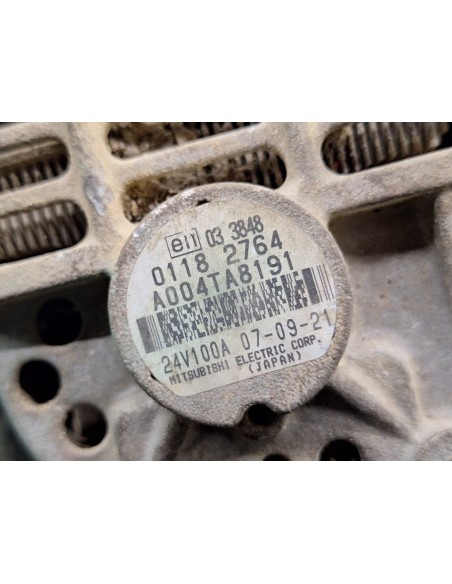 e11 03 3848
0118 2764
A004TA8191
24V100A 07-09-21
MITSUBISHI ELECTRIC CORP.
(JAPAN)